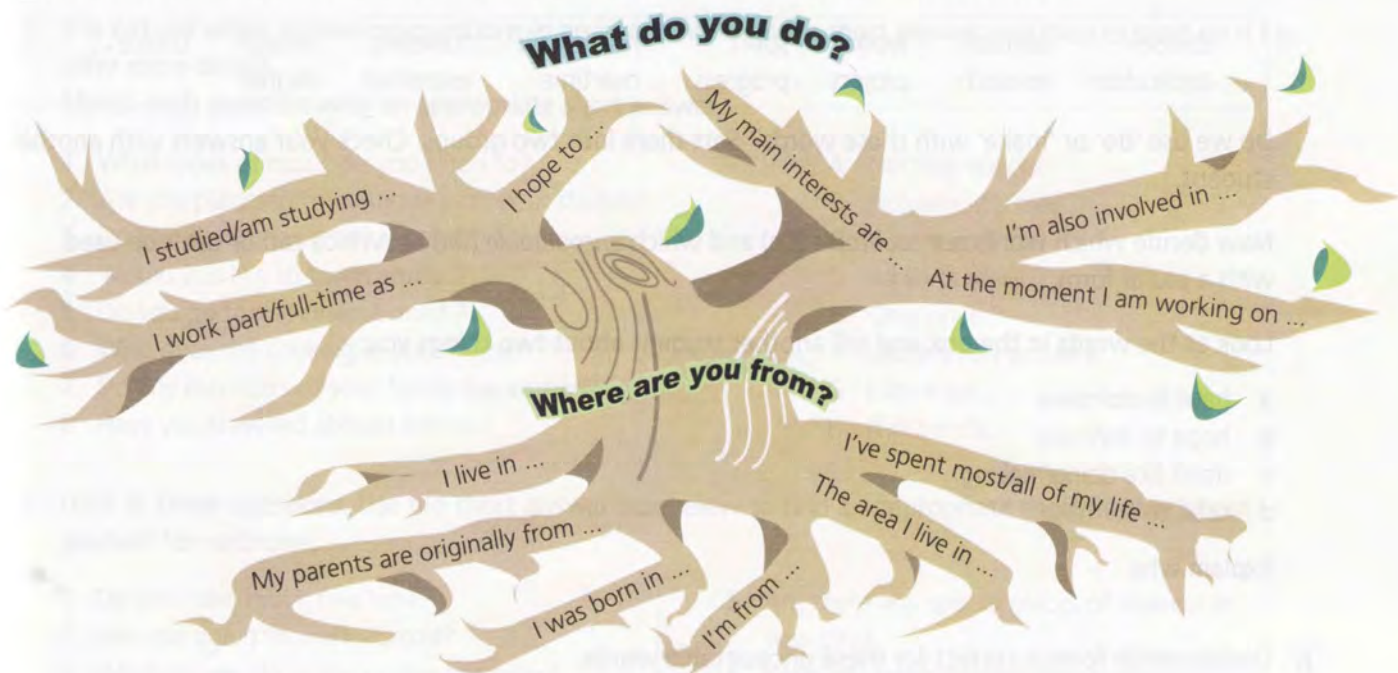 What do you do?
I hope to ...
My main interests are ...
I studied/am studying ...
I'm also involved in ...
I work part/full-time as ...
At the moment I am working on ...
Where are you from?
I live in ...
I've spent most/all of my life ...
The area I live in ...
My parents are originally from ...
I was born in ...
I'm from ...